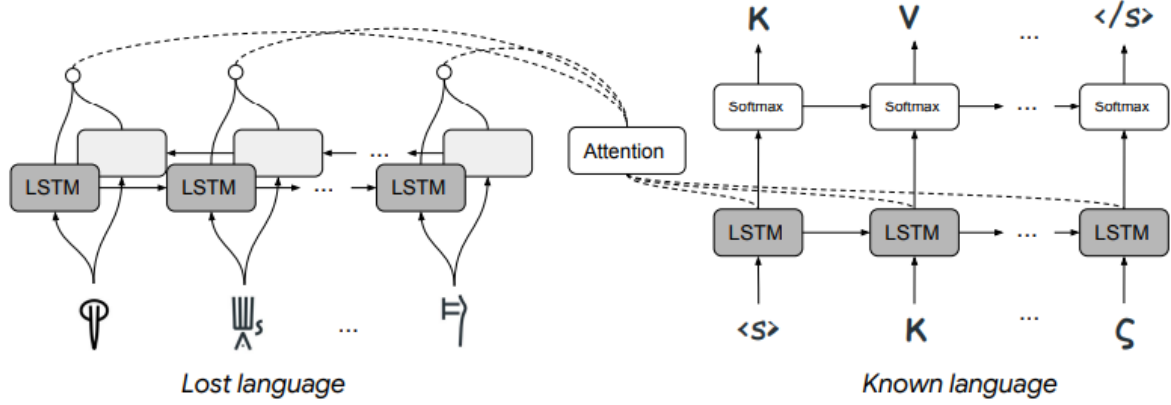 κ ν ... </s>
Softmax Softmax ... Softmax
Attention
...
LSTM LSTM ... LSTM
LSTM LSTM ... LSTM
...
<s> κ ... ς
Lost language
Known language